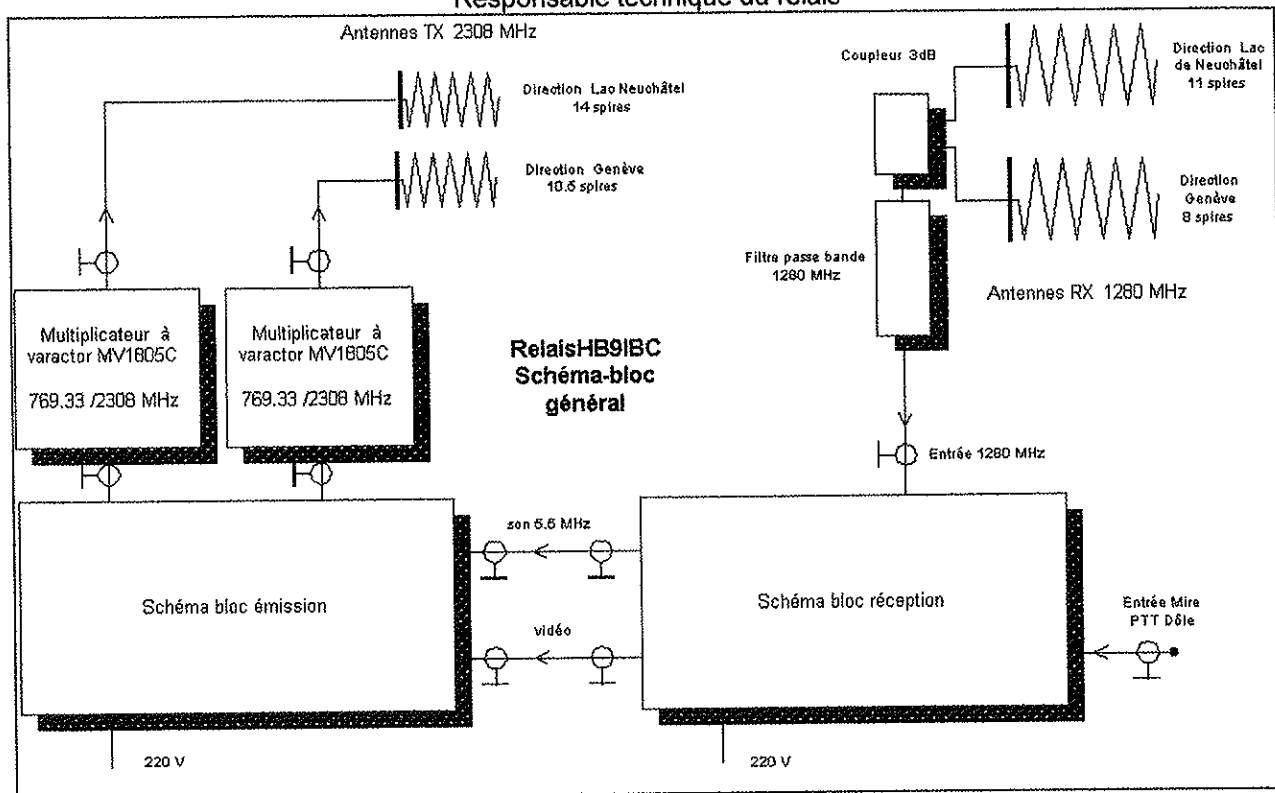 Responsable technique du relais
Antennes TX 2308 MHz
Direction Lac Neuchâtel
14 spires
Direction Genève
10.5 spires
Coupleur 3dB
Direction Lac
de Neuchâtel
11 spires
Direction
Genève
8 spires
Filtre passe bande
1280 MHz
Antennes RX 1280 MHz
Multiplicateur à
varactor MV1805C
769.33 /2308 MHz
Multiplicateur à
varactor MV1805C
769.33 /2308 MHz
RelaisHB9IBC
Schéma-bloc
général
Entrée 1280 MHz
son 5.5 MHz
Schéma bloc émission
Schéma bloc réception
vidéo
Entrée Mire
PTT Dôle
220 V
220 V